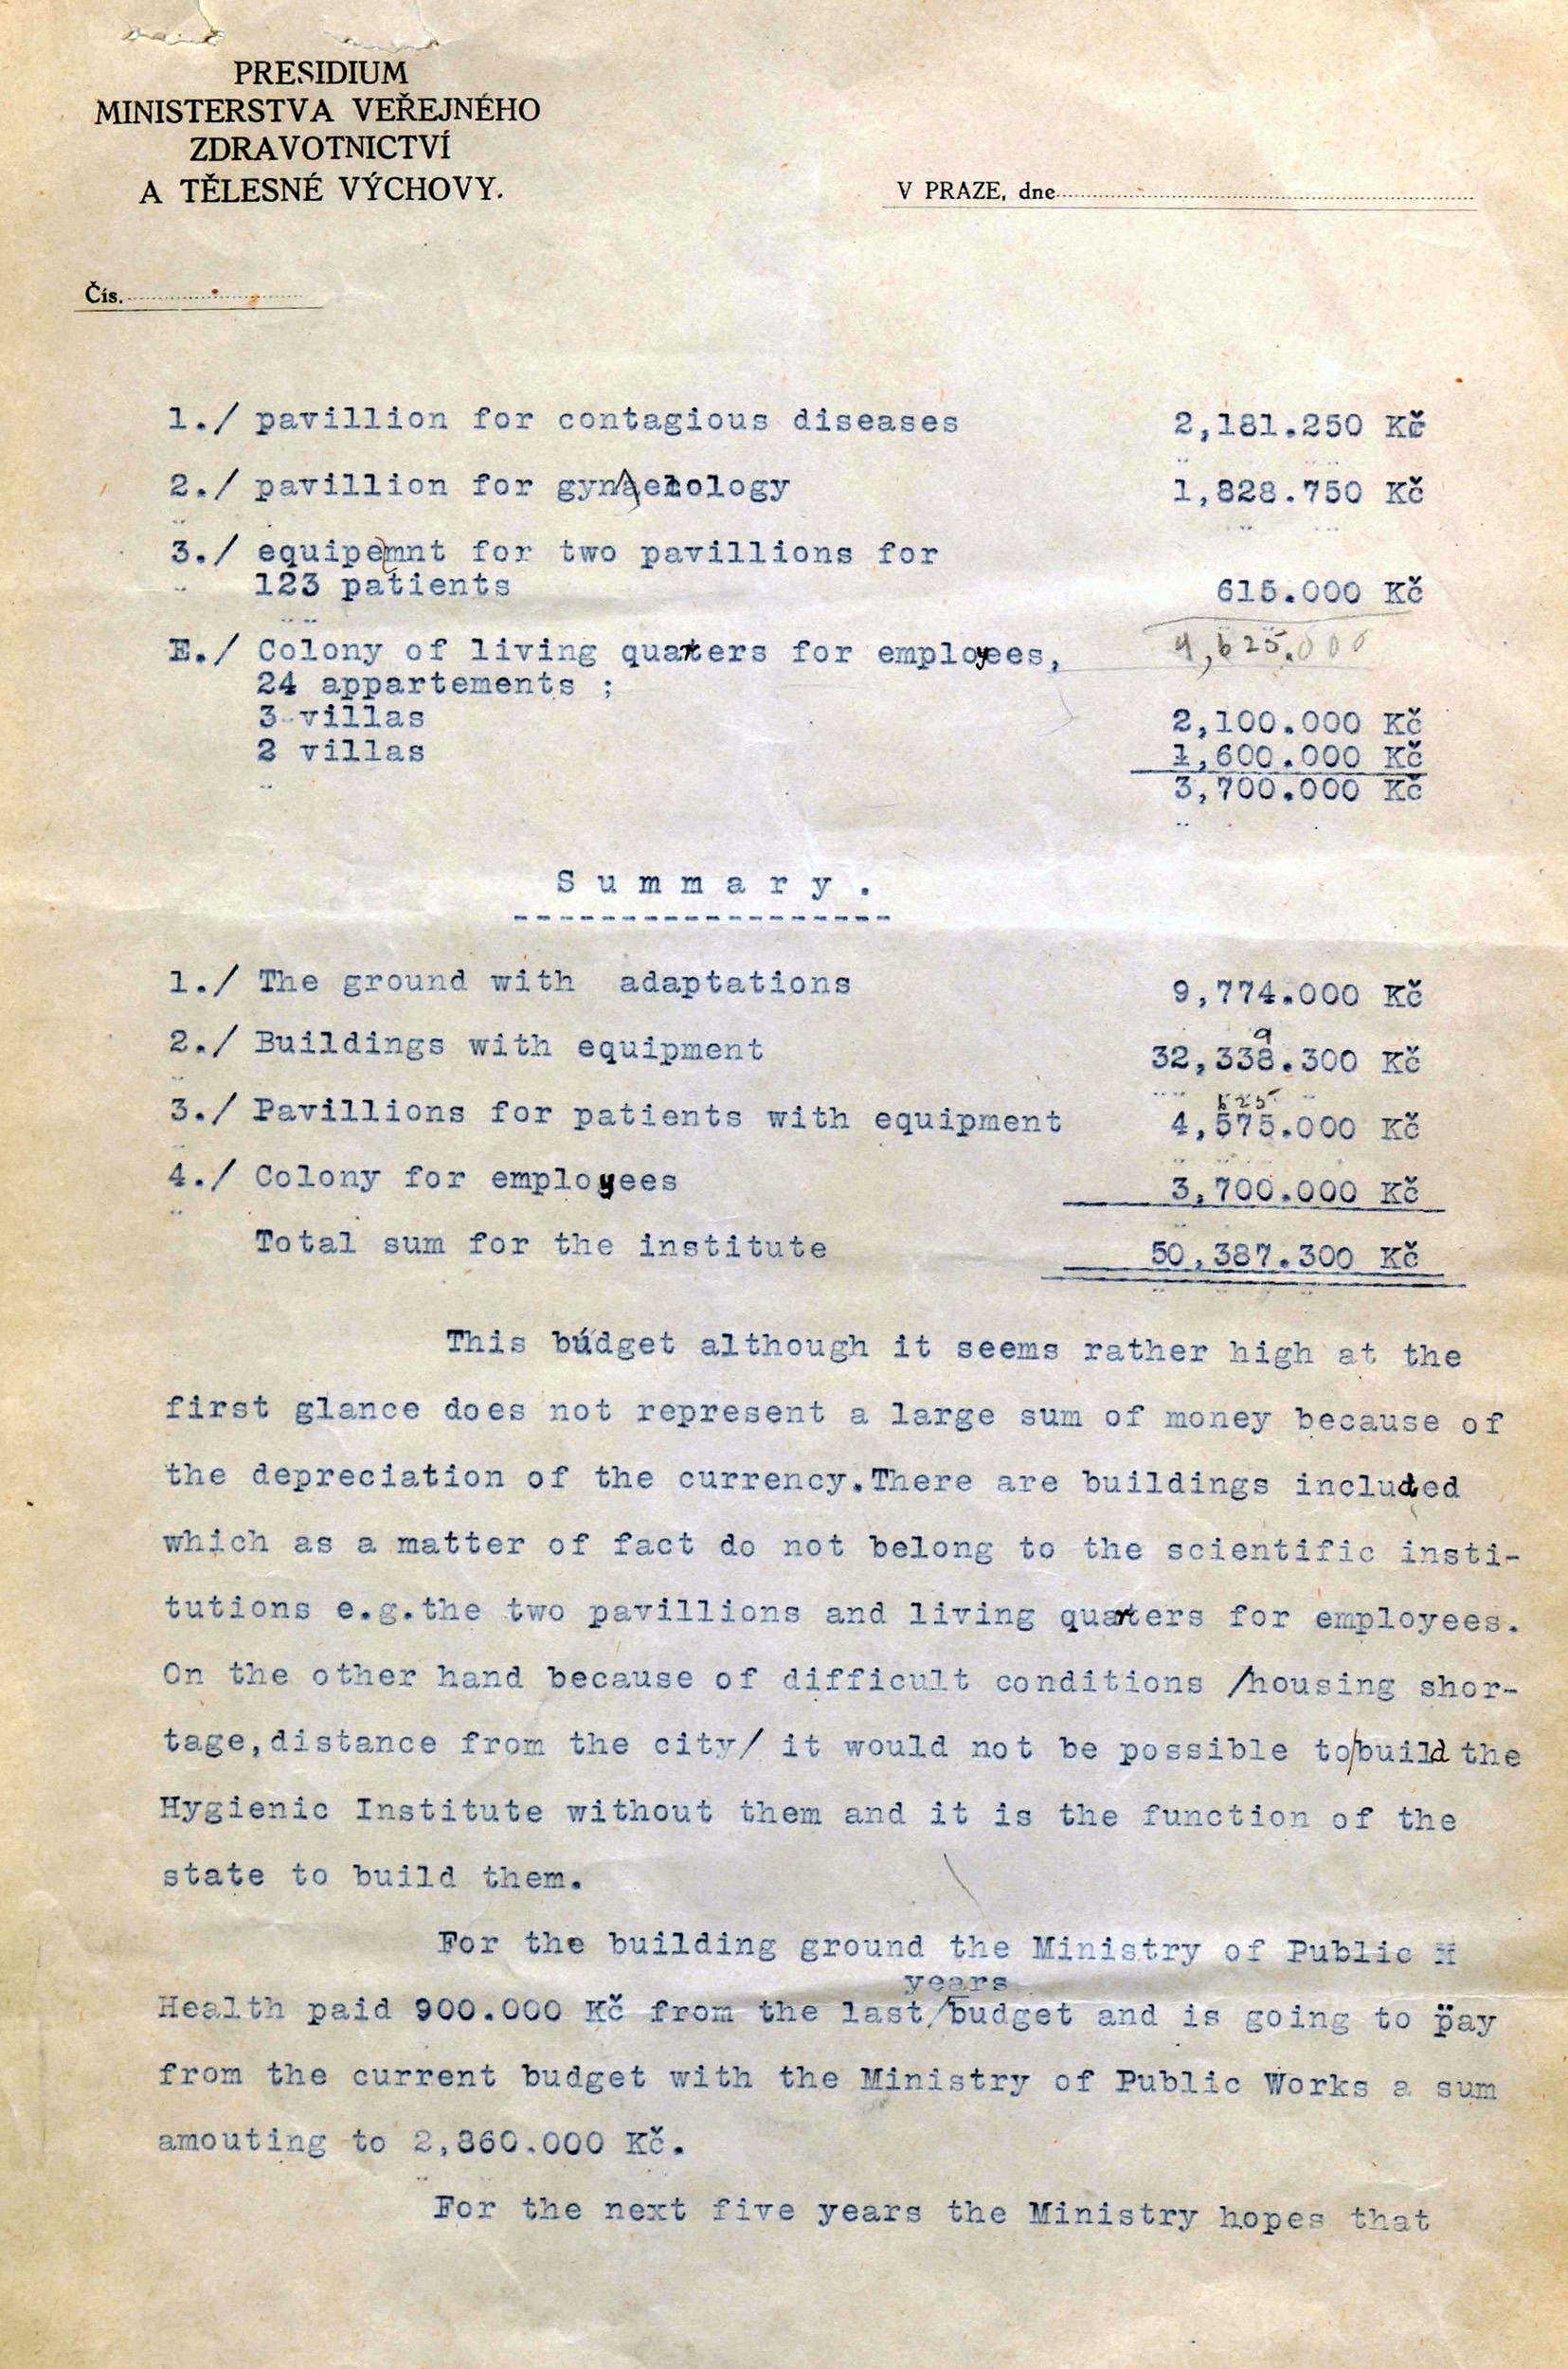 PRESIDIUM
MINISTERSTVA VEŘEJNÉHO
ZDRAVOTNICTVÍ
A TĚLESNÉ VÝCHOVY.
V PRAZE, dne
Čís.
1./ pavillion for contagious diseases 2,181.250 Kč
2./ pavillion for gynaekology 1,828.750 Kč
3./ equipemnt for two pavillions for
123 patients 615.000 Kč
4,625.000
E./ Colony of living quarters for employees,
24 appartements ;
3 villas 2,100.000 Kč
2 villas 1,600.000 Kč
3,700.000 Kč
Summary.
1./ The ground with adaptations 9,774.000 Kč
9
2./ Buildings with equipment 32,338.300 Kč
625
3./ Pavillions for patients with equipment 4,575.000 Kč
4./ Colony for employees 3,700.000 Kč
Total sum for the institute 50,387.300 Kč
This budget although it seems rather high at the
first glance does not represent a large sum of money because of
the depreciation of the currency.There are buildings included
which as a matter of fact do not belong to the scientific insti-
tutions e.g.the two pavillions and living quarters for employees.
On the other hand because of difficult conditions /housing shor-
tage,distance from the city/ it would not be possible to/build the
Hygienic Institute without them and it is the function of the
state to build them.
For the building ground the Ministry of Public H
years
Health paid 900.000 Kč from the last/budget and is going to pay
from the current budget with the Ministry of Public Works a sum
amouting to 2,860.000 Kč.
For the next five years the Ministry hopes that